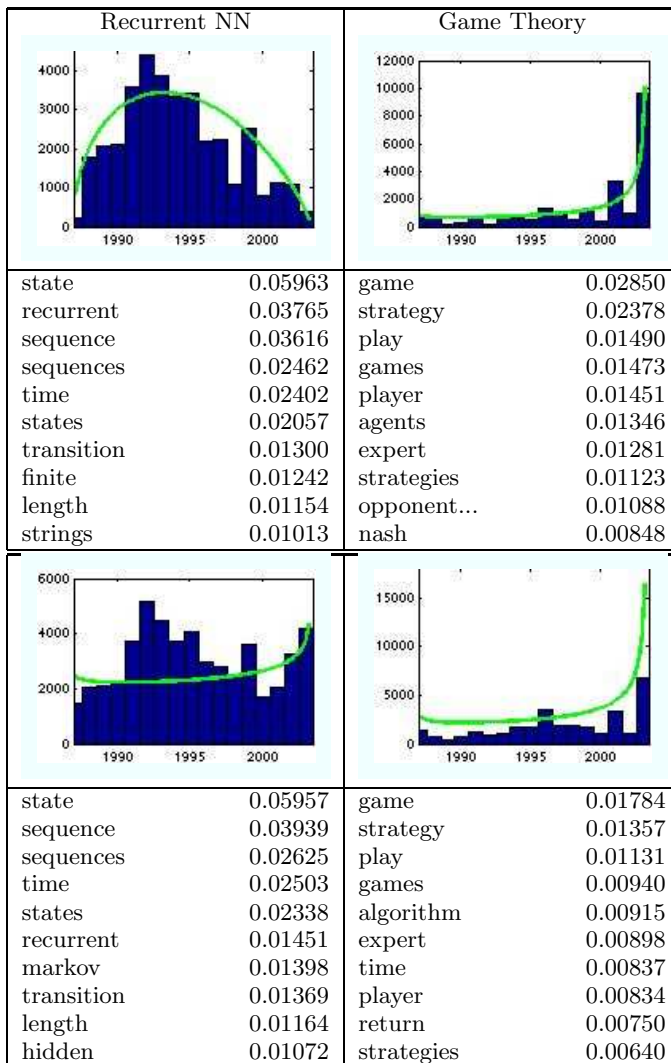 Recurrent NN Game Theory
4000
3000
2000
1000
0
1990 1995 2000
12000
10000
8000
6000
4000
2000
0
1990 1995 2000
state 0.05963 game 0.02850
recurrent 0.03765 strategy 0.02378
sequence 0.03616 play 0.01490
sequences 0.02462 games 0.01473
time 0.02402 player 0.01451
states 0.02057 agents 0.01346
transition 0.01300 expert 0.01281
finite 0.01242 strategies 0.01123
length 0.01154 opponent... 0.01088
strings 0.01013 nash 0.00848
6000
4000
2000
0
1990 1995 2000
15000
10000
5000
0
1990 1995 2000
state 0.05957 game 0.01784
sequence 0.03939 strategy 0.01357
sequences 0.02625 play 0.01131
time 0.02503 games 0.00940
states 0.02338 algorithm 0.00915
recurrent 0.01451 expert 0.00898
markov 0.01398 time 0.00837
transition 0.01369 player 0.00834
length 0.01164 return 0.00750
hidden 0.01072 strategies 0.00640